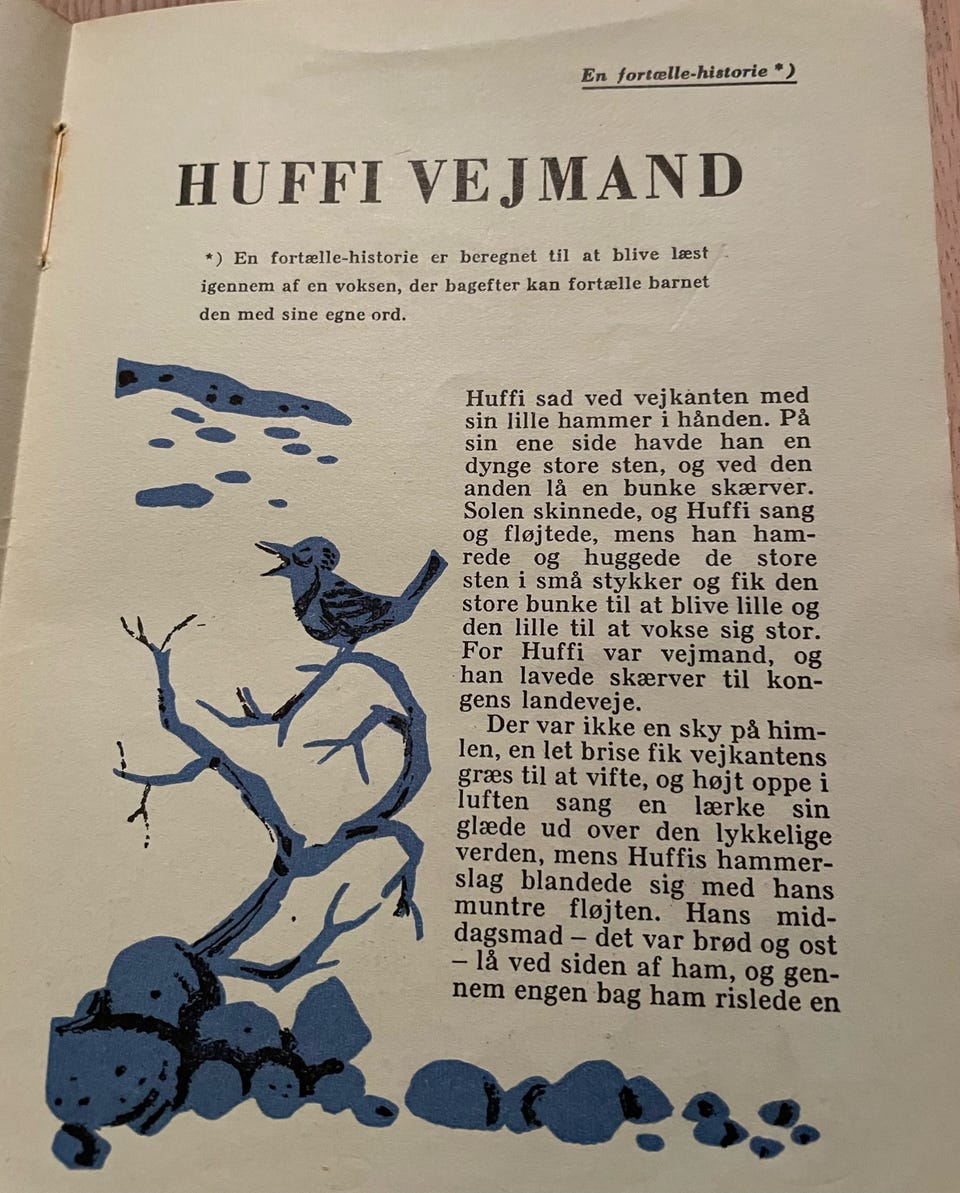 En fortælle-historie *)
HUFFI VEJMAND
*) En fortælle-historie er beregnet til at blive læst
igennem af en voksen, der bagefter kan fortælle barnet
den med sine egne ord.
Huffi sad ved vejkanten med
sin lille hammer i hånden. På
sin ene side havde han en
dynge store sten, og ved den
anden lå en bunke skærver.
Solen skinnede, og Huffi sang
og fløjtede, mens han ham-
rede og huggede de store
sten i små stykker og fik den
store bunke til at blive lille og
den lille til at vokse sig stor.
For Huffi var vejmand, og
han lavede skærver til kon-
gens landeveje.
Der var ikke en sky på him-
len, en let brise fik vejkantens
græs til at vifte, og højt oppe i
luften sang en lærke sin
glæde ud over den lykkelige
verden, mens Huffis hammer-
slag blandede sig med hans
muntre fløjten. Hans mid-
dagsmad – det var brød og ost
– lå ved siden af ham, og gen-
nem engen bag ham rislede en